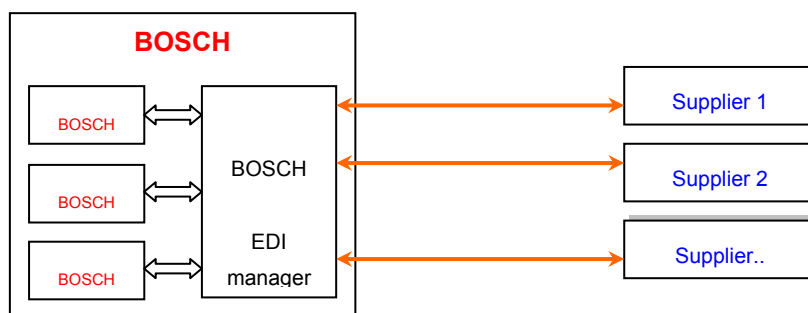 BOSCH
BOSCH
BOSCH
BOSCH
BOSCH
EDI
manager
Supplier 1
Supplier 2
Supplier..